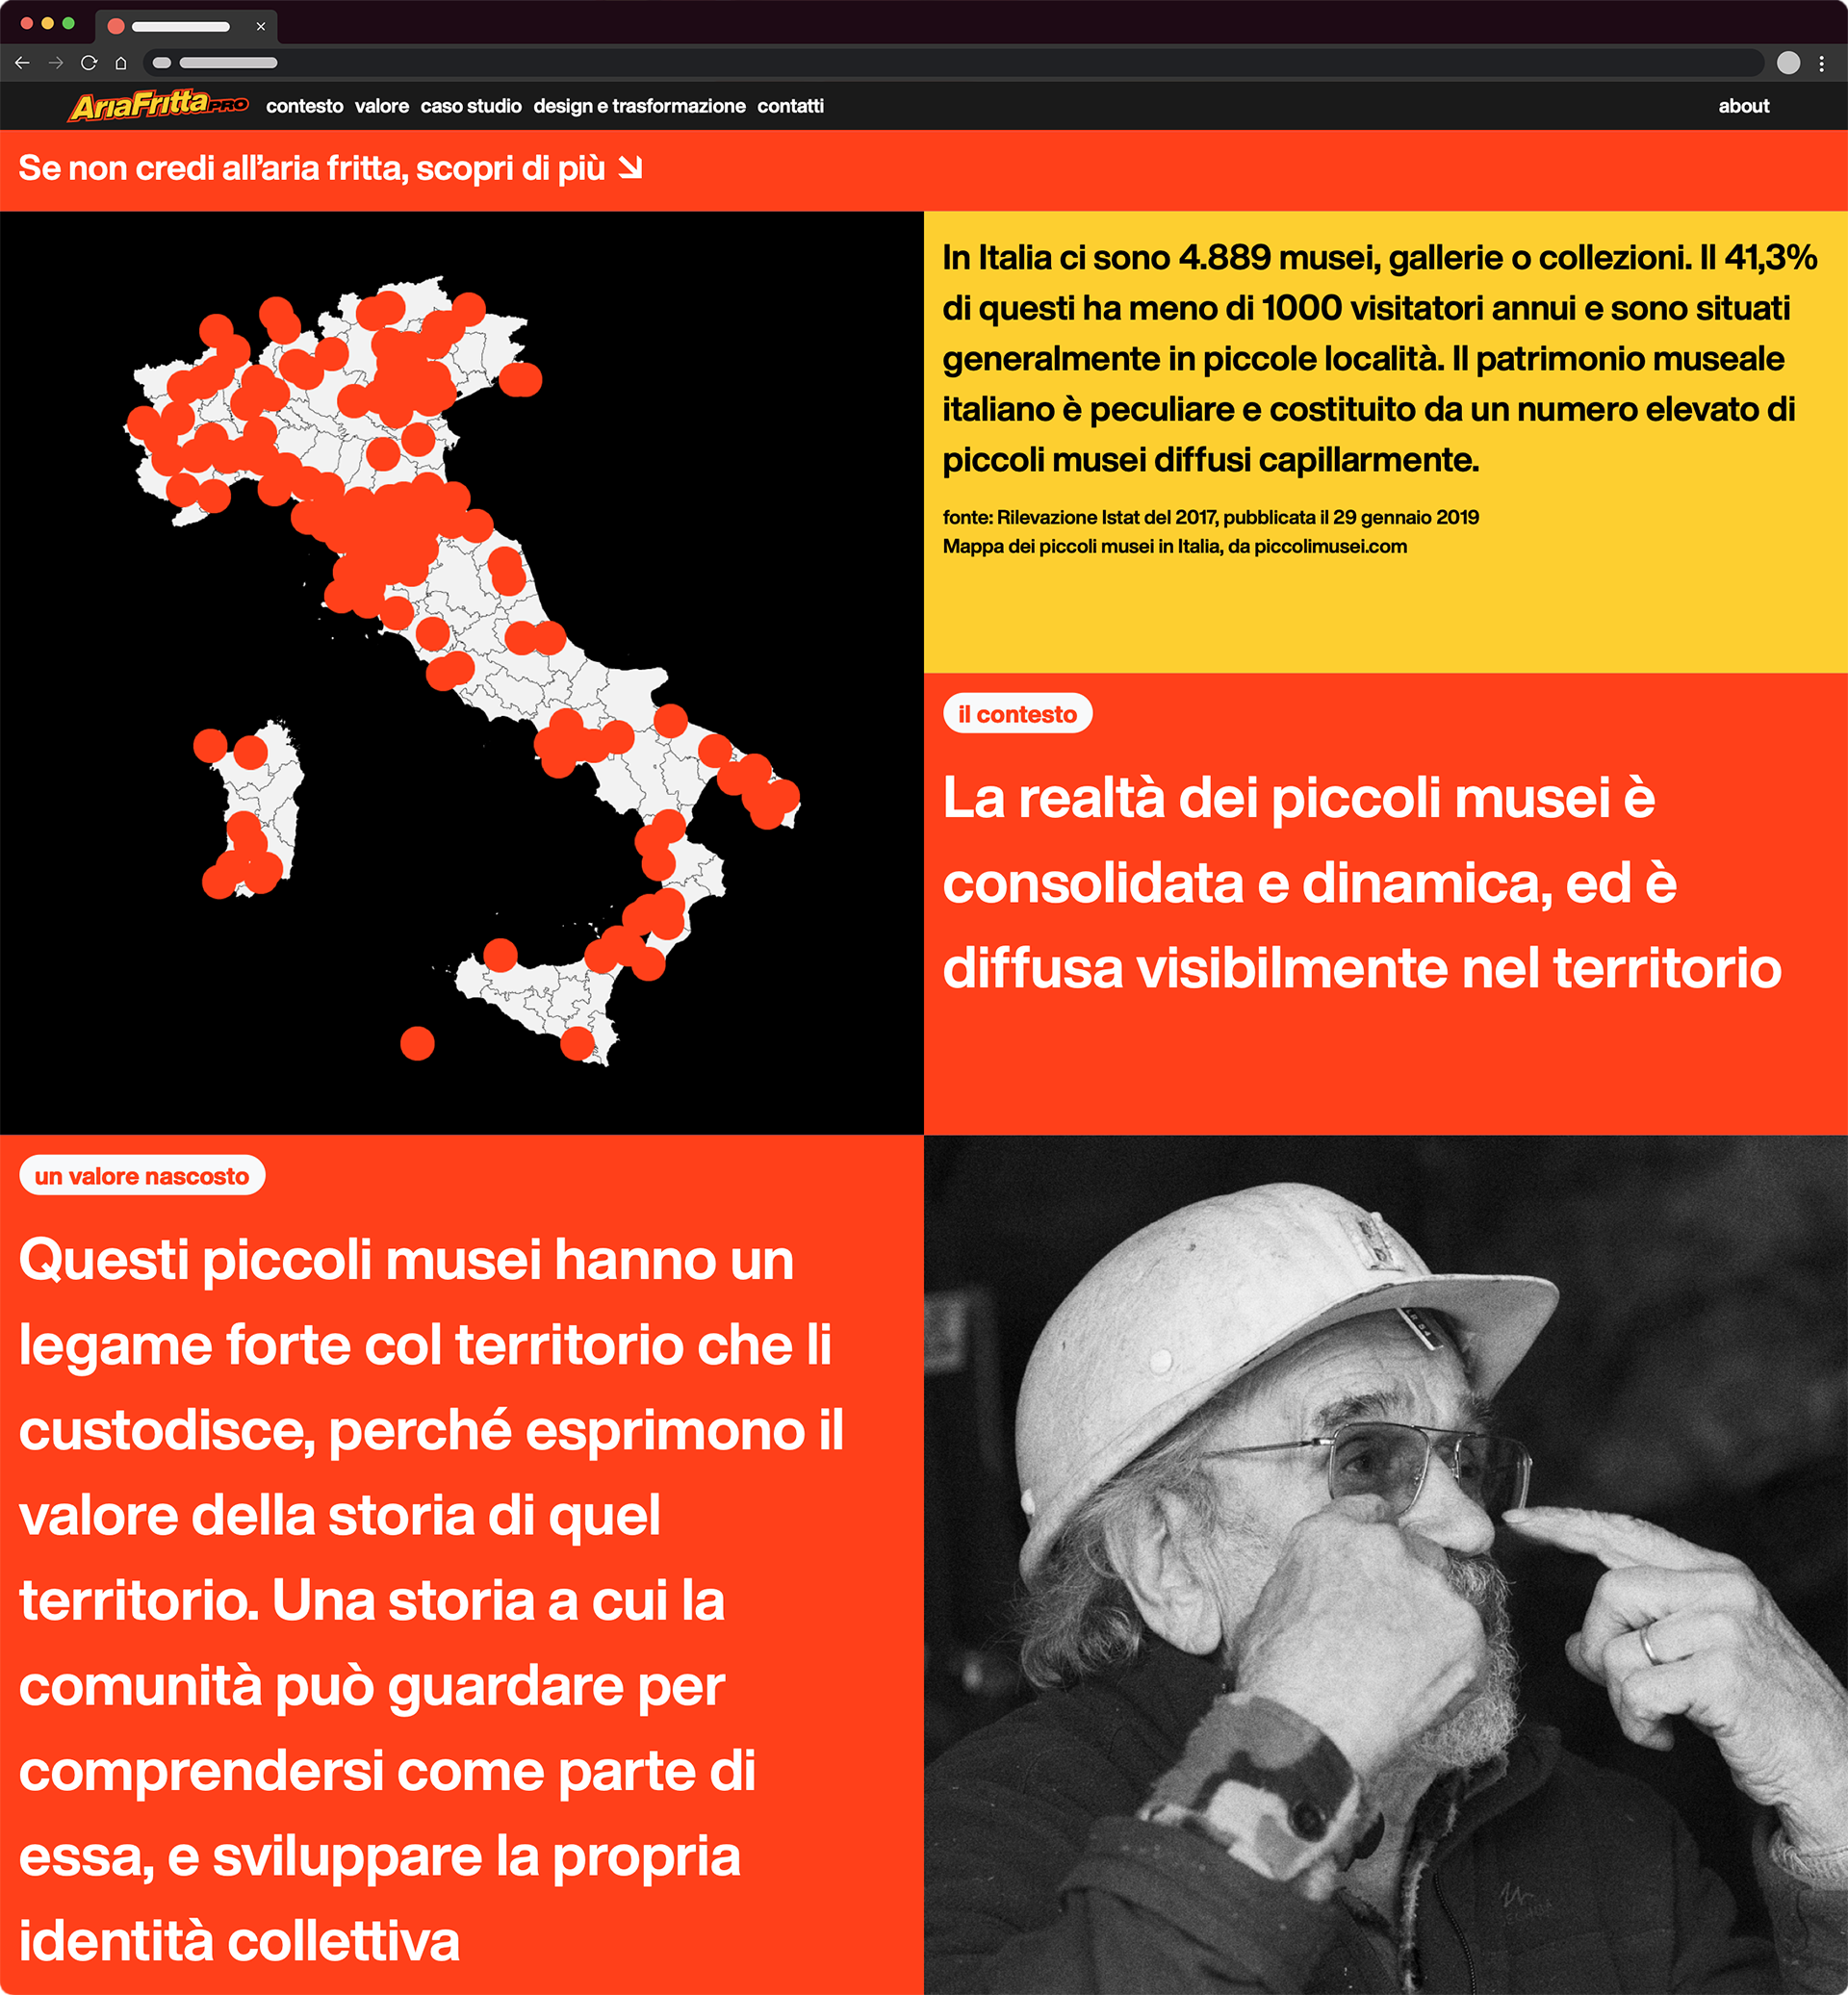 AriaFritta PRO contesto valore caso studio design e trasformazione contatti about
Se non credi all’aria fritta, scopri di più ↘
In Italia ci sono 4.889 musei, gallerie o collezioni. Il 41,3%
di questi ha meno di 1000 visitatori annui e sono situati
generalmente in piccole località. Il patrimonio museale
italiano è peculiare e costituito da un numero elevato di
piccoli musei diffusi capillarmente.
fonte: Rilevazione Istat del 2017, pubblicata il 29 gennaio 2019
Mappa dei piccoli musei in Italia, da piccolimusei.com
il contesto
La realtà dei piccoli musei è
consolidata e dinamica, ed è
diffusa visibilmente nel territorio
un valore nascosto
Questi piccoli musei hanno un
legame forte col territorio che li
custodisce, perché esprimono il
valore della storia di quel
territorio. Una storia a cui la
comunità può guardare per
comprendersi come parte di
essa, e sviluppare la propria
identità collettiva